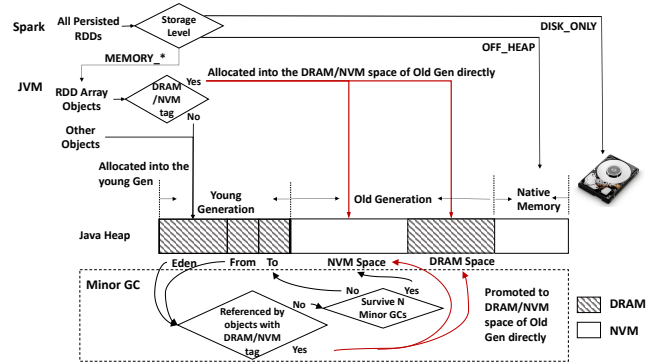 Spark
All Persisted
RDDs
Storage
Level
DISK_ONLY
OFF_HEAP
MEMORY_*
JVM
RDD Array
Objects
DRAM
/NVM
tag
Yes
Allocated into the DRAM/NVM space of Old Gen directly
No
Other
Objects
Allocated into the
young Gen
Young
Generation
Old Generation
Native
Memory
Java Heap
Eden
From
To
NVM Space
DRAM Space
Minor GC
Referenced by
objects with
DRAM/NVM
tag
No
Yes
Survive N
Minor GCs
No
Yes
Promoted to
DRAM/NVM
space of Old
Gen directly
DRAM
NVM